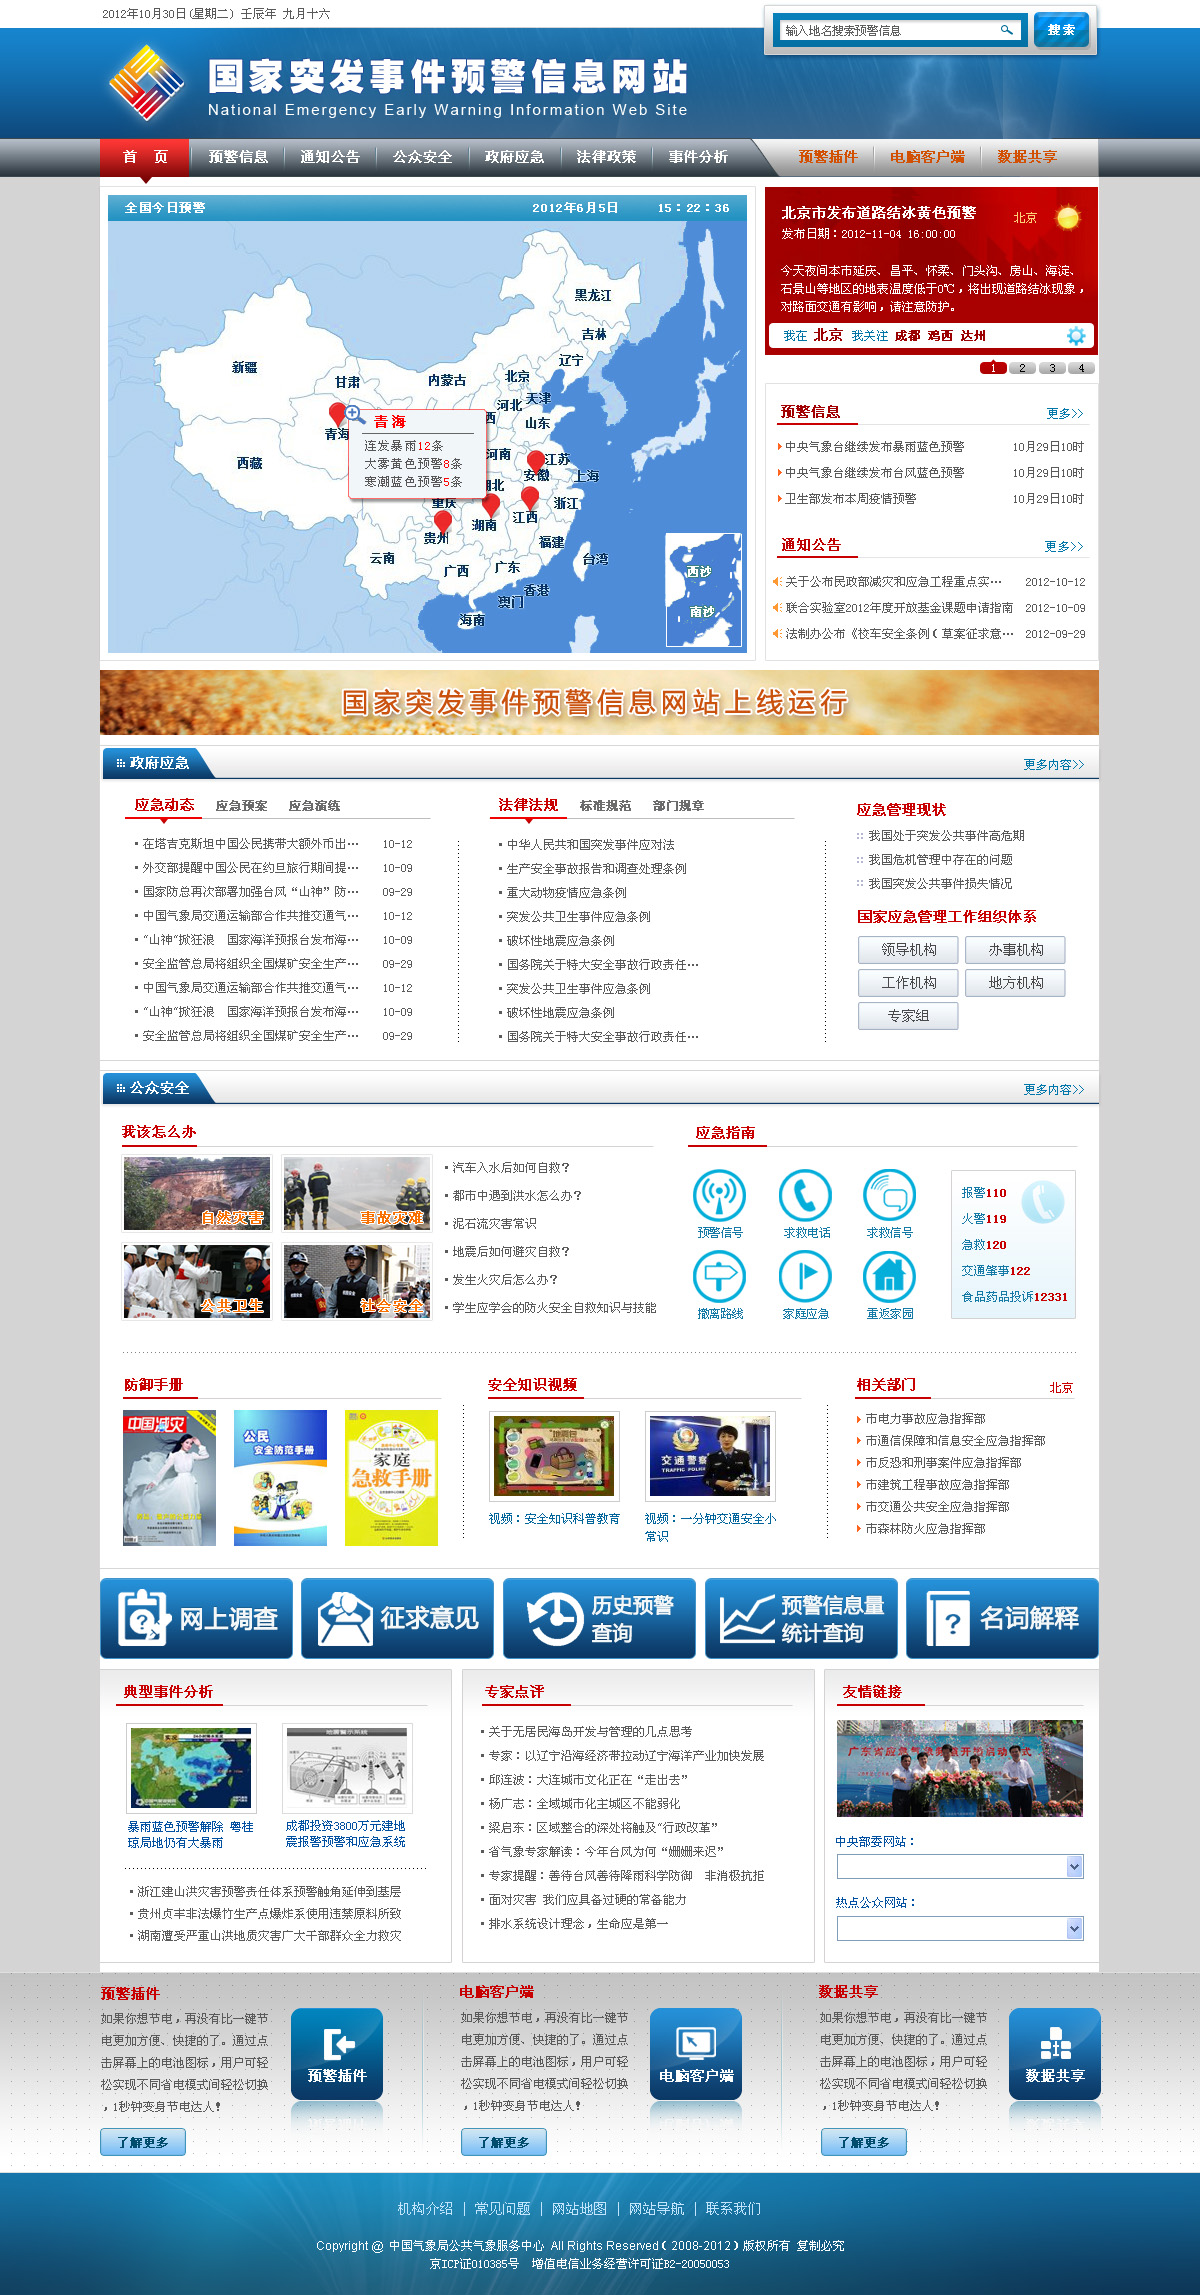 2012年10月30日(星期二) 壬辰年 九月十六
输入地名搜索预警信息
搜 索
国家突发事件预警信息网站
National Emergency Early Warning Information Web Site
首 页
预警信息
通知公告
公众安全
政府应急
法律政策
事件分析
预警插件
电脑客户端
数据共享
全国今日预警
2012年6月5日
15：22：36
黑龙江
吉林
辽宁
新疆
甘肃
内蒙古
北京
天津
河北
山东
青海
西藏
河南
江苏
安徽
上海
重庆
湖南
江西
浙江
贵州
福建
云南
广西
广东
台湾
香港
澳门
海南
西沙
南沙
青 海
连发暴雨12条
大雾黄色预警8条
寒潮蓝色预警5条
北京市发布道路结冰黄色预警
北京
发布日期：2012-11-04 16:00:00
今天夜间本市延庆、昌平、怀柔、门头沟、房山、海淀、
石景山等地区的地表温度低于0℃，将出现道路结冰现象，
对路面交通有影响，请注意防护。
我在 北京 我关注 成都 鸡西 达州
1 2 3 4
预警信息
更多>>
中央气象台继续发布暴雨蓝色预警 10月29日10时
中央气象台继续发布台风蓝色预警 10月29日10时
卫生部发布本周疫情预警 10月29日10时
通知公告
更多>>
关于公布民政部减灾和应急工程重点实… 2012-10-12
联合实验室2012年度开放基金课题申请指南 2012-10-09
法制办公布《校车安全条例（草案征求意… 2012-09-29
国家突发事件预警信息网站上线运行
政府应急
更多内容>>
应急动态 应急预案 应急演练
在塔吉克斯坦中国公民携带大额外币出… 10-12
外交部提醒中国公民在约旦旅行期间提… 10-09
国家防总再次部署加强台风“山神”防… 09-29
中国气象局交通运输部合作共推交通气… 10-12
“山神”掀狂浪　国家海洋预报台发布海… 10-09
安全监管总局将组织全国煤矿安全生产… 09-29
中国气象局交通运输部合作共推交通气… 10-12
“山神”掀狂浪　国家海洋预报台发布海… 10-09
安全监管总局将组织全国煤矿安全生产… 09-29
法律法规 标准规范 部门规章
中华人民共和国突发事件应对法
生产安全事故报告和调查处理条例
重大动物疫情应急条例
突发公共卫生事件应急条例
破坏性地震应急条例
国务院关于特大安全事故行政责任…
突发公共卫生事件应急条例
破坏性地震应急条例
国务院关于特大安全事故行政责任…
应急管理现状
我国处于突发公共事件高危期
我国危机管理中存在的问题
我国突发公共事件损失情况
国家应急管理工作组织体系
领导机构 办事机构
工作机构 地方机构
专家组
公众安全
更多内容>>
我该怎么办
自然灾害
事故灾难
公共卫生
社会安全
汽车入水后如何自救？
都市中遇到洪水怎么办？
泥石流灾害常识
地震后如何避灾自救？
发生火灾后怎么办？
学生应学会的防火安全自救知识与技能
应急指南
预警信号 求救电话 求救信号
撤离路线 家庭应急 重返家园
报警110
火警119
急救120
交通肇事122
食品药品投诉12331
防御手册
中国减灾
公民
安全防范手册
家庭
急救手册
安全知识视频
地震包
交通警察
TRAFFIC POLICE
视频：安全知识科普教育
视频：一分钟交通安全小
常识
相关部门
北京
市电力事故应急指挥部
市通信保障和信息安全应急指挥部
市反恐和刑事案件应急指挥部
市建筑工程事故应急指挥部
市交通公共安全应急指挥部
市森林防火应急指挥部
网上调查
征求意见
历史预警
查询
预警信息量
统计查询
名词解释
典型事件分析
暴雨蓝色预警解除 粤桂
琼局地仍有大暴雨
成都投资3800万元建地
震报警预警和应急系统
浙江建山洪灾害预警责任体系预警触角延伸到基层
贵州贞丰非法爆竹生产点爆炸系使用违禁原料所致
湖南遭受严重山洪地质灾害广大干部群众全力救灾
专家点评
关于无居民海岛开发与管理的几点思考
专家：以辽宁沿海经济带拉动辽宁海洋产业加快发展
邱连波：大连城市文化正在“走出去”
杨广志：全域城市化主城区不能弱化
梁启东：区域整合的深处将触及“行政改革”
省气象专家解读：今年台风为何“姗姗来迟”
专家提醒：善待台风善待降雨科学防御　非消极抗拒
面对灾害 我们应具备过硬的常备能力
排水系统设计理念，生命应是第一
友情链接
中央部委网站：
热点公众网站：
预警插件
如果你想节电，再没有比一键节
电更加方便、快捷的了。通过点
击屏幕上的电池图标，用户可轻
松实现不同省电模式间轻松切换
，1秒钟变身节电达人！
了解更多
预警插件
电脑客户端
如果你想节电，再没有比一键节
电更加方便、快捷的了。通过点
击屏幕上的电池图标，用户可轻
松实现不同省电模式间轻松切换
，1秒钟变身节电达人！
了解更多
电脑客户端
数据共享
如果你想节电，再没有比一键节
电更加方便、快捷的了。通过点
击屏幕上的电池图标，用户可轻
松实现不同省电模式间轻松切换
，1秒钟变身节电达人！
了解更多
数据共享
机构介绍 | 常见问题 | 网站地图 | 网站导航 | 联系我们
Copyright @ 中国气象局公共气象服务中心 All Rights Reserved（2008-2012）版权所有 复制必究
京ICP证010385号　增值电信业务经营许可证B2-20050053